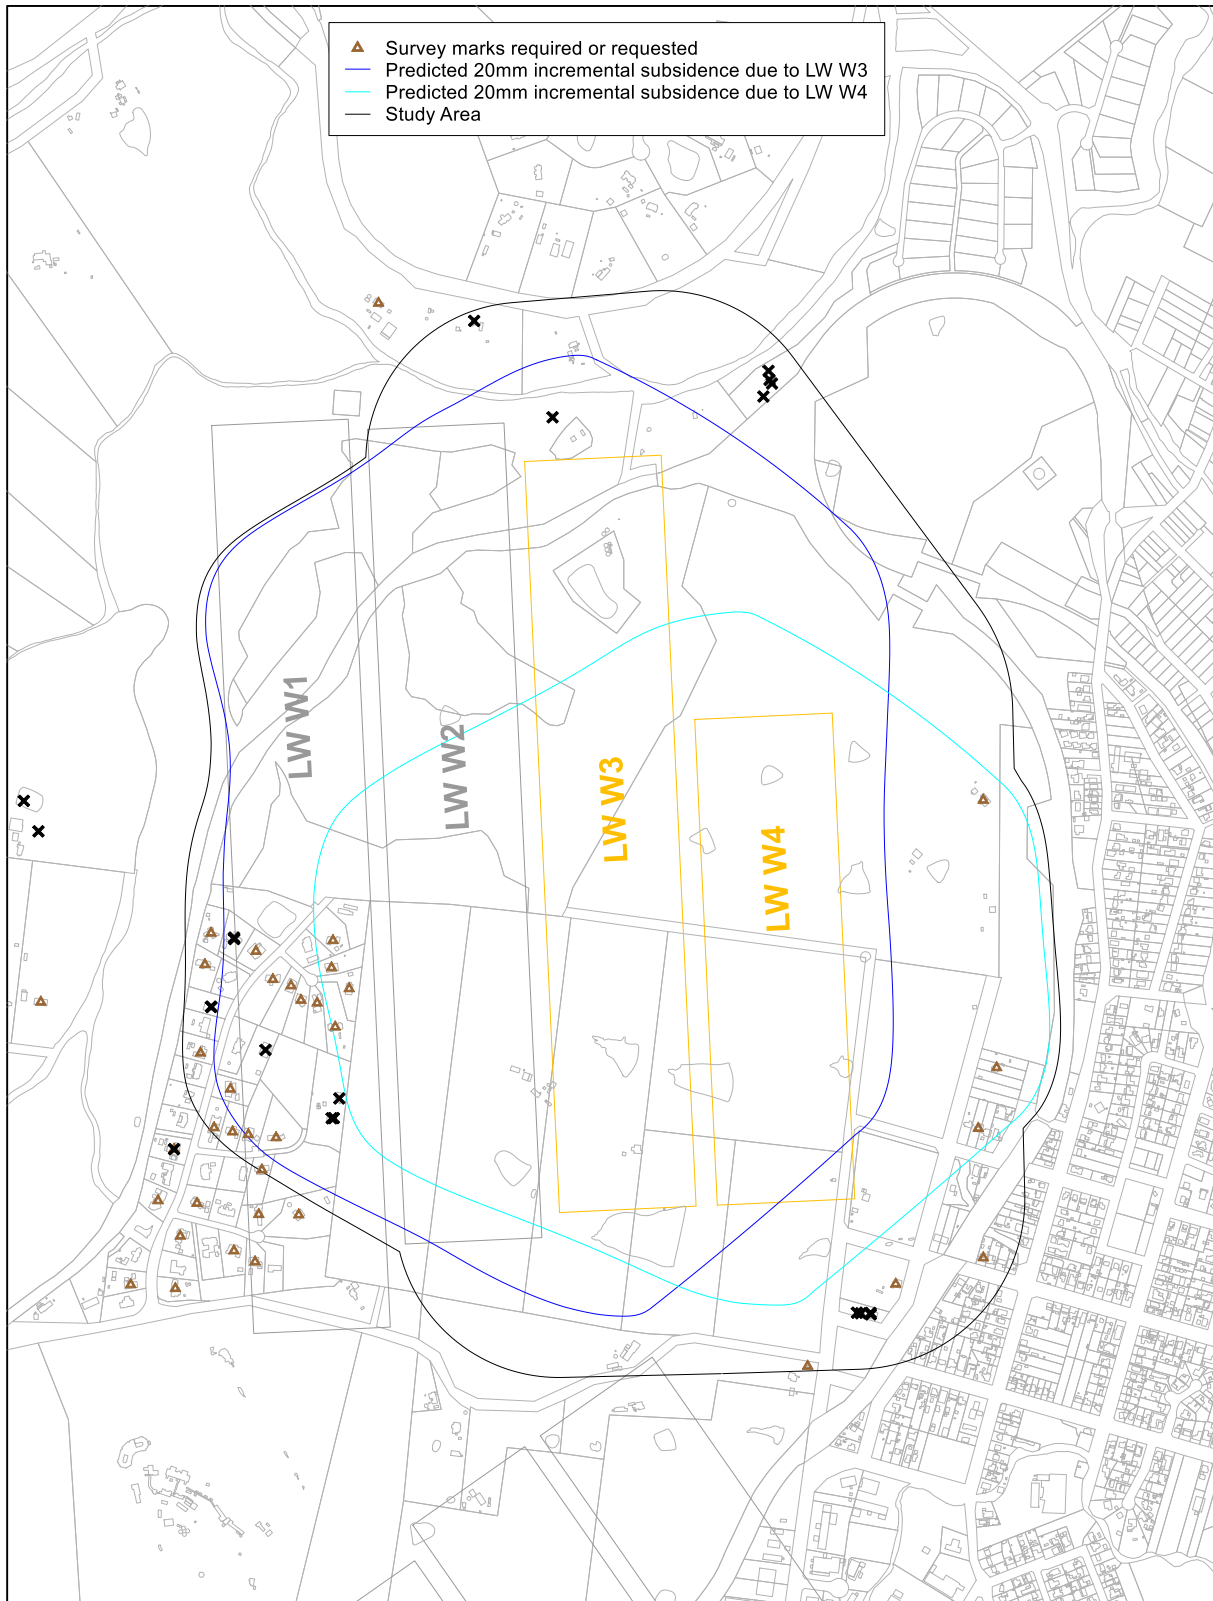 Survey marks required or requested
Predicted 20mm incremental subsidence due to LW W3
Predicted 20mm incremental subsidence due to LW W4
Study Area
LW W1
LW W2
LW W3
LW W4